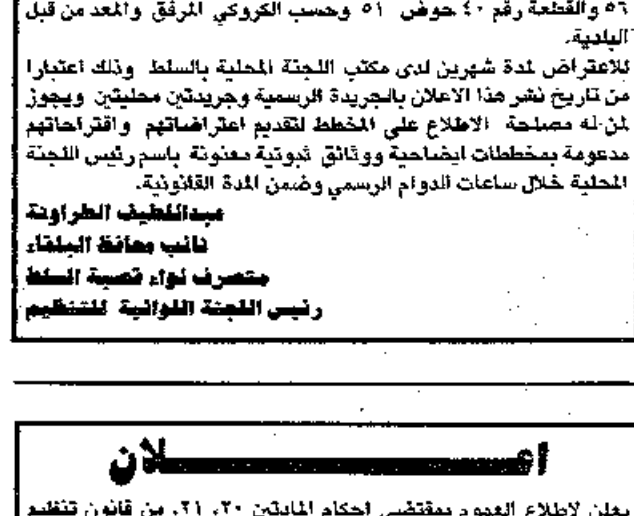 ٥٦ والقطعة رقم ٤٠ حوض ٥١ وحسب الكروكي المرفق والمعد من قبل
البلدية.
للاعتراض لمدة شهرين لدى مكتب اللجنة المحلية بالسلط وذلك اعتبارا
من تاريخ نشر هذا الاعلان بالجريدة الرسمية وجريدتين محليتين ويجوز
لمن له مصلحة الاطلاع على المخطط لتقديم اعتراضاتهم واقتراحاتهم
مدعومة بمخططات ايضاحية ووثائق ثبوتية معنونة باسم رئيس اللجنة
المحلية خلال ساعات الدوام الرسمي وضمن المدة القانونية.
عبداللطيف الطراونة
نائب محافظ البلقاء
متصرف لواء قصبة السلط
رئيس اللجنة اللوائية للتنظيم
اعـــــــلان
يعلن لاطلاع العموم بمقتضى احكام المادتين ٢٠، ٢١، من قانون تنظيم